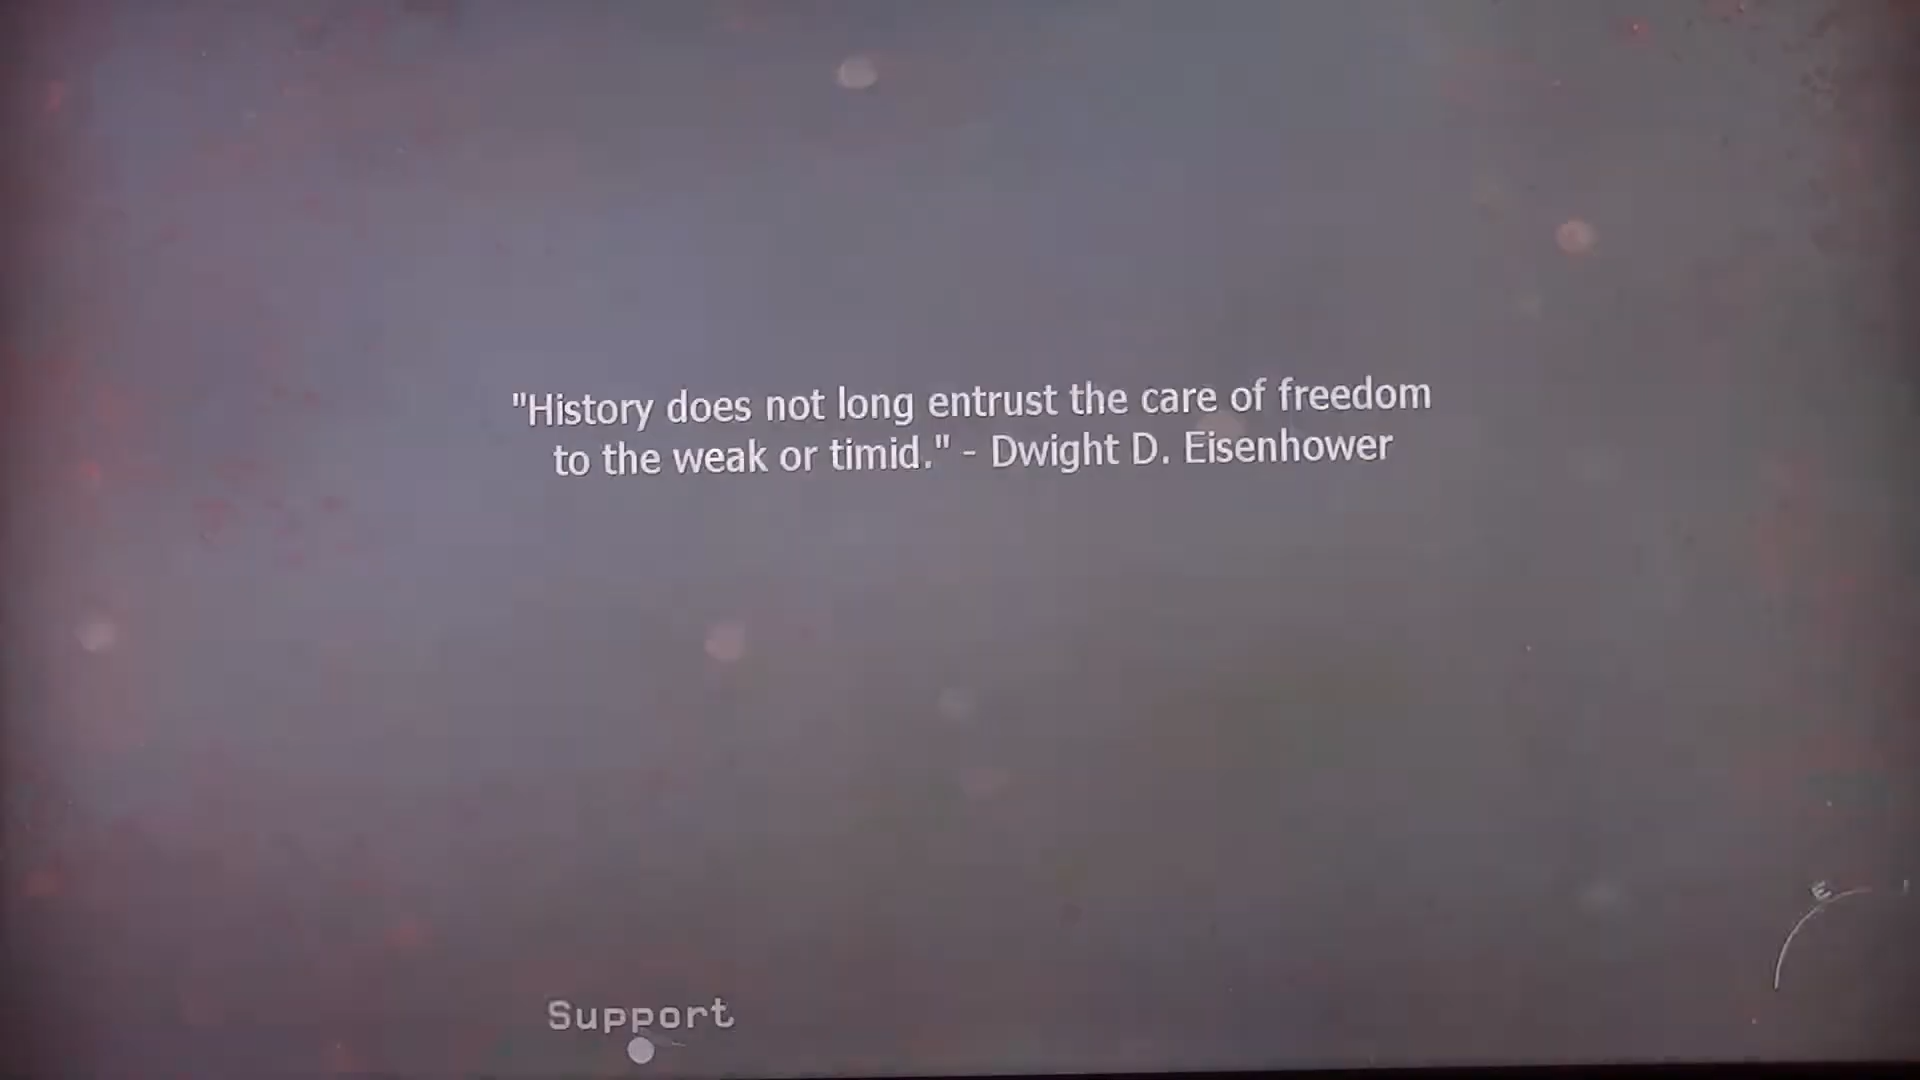 "History does not long entrust the care of freedom
to the weak or timid." - Dwight D. Eisenhower
E
Support